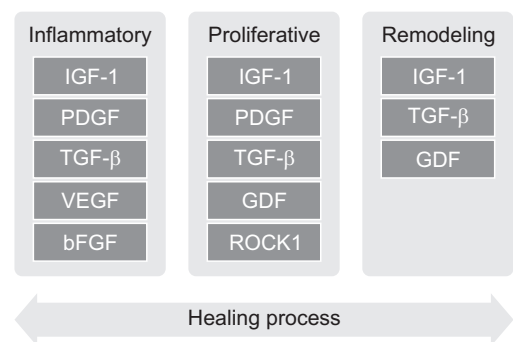 Inflammatory
IGF-1
PDGF
TGF-β
VEGF
bFGF
Proliferative
IGF-1
PDGF
TGF-β
GDF
ROCK1
Remodeling
IGF-1
TGF-β
GDF
Healing process